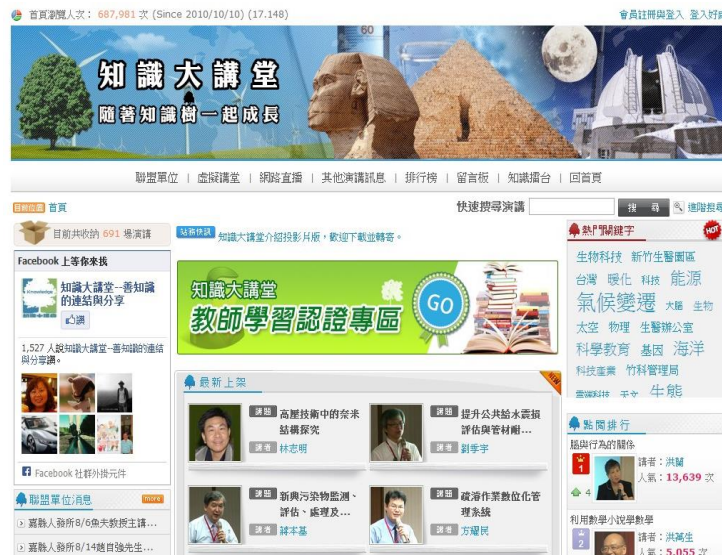 首頁瀏覽人次： 687,981 次 (Since 2010/10/10) (17.148)
會員註冊與登入 登入好
60
知識大講堂
隨著知識樹一起成長
聯盟單位 | 虛擬講堂 | 網路直播 | 其他演講訊息 | 排行榜 | 留言板 | 知識擂台 | 回首頁
目前位置 首頁
快速搜尋演講 搜 尋 進階搜尋
目前共收納 691 場演講
站務快訊 知識大講堂介紹投影片版，歡迎下載並轉寄。
Facebook 上等你來找
知識大講堂--善知識
的連結與分享
讚
1,527 人說知識大講堂--善知識的連結
與分享讚。
Facebook 社群外掛元件
聯盟單位消息 more
嘉縣人發所8/6魚夫教授主講...
嘉縣人發所8/14趙自強先生...
知識大講堂
教師學習認證專區
GO
最新上架
NEW
講題 高壓技術中的奈米
結構探究
講者 林志明
講題 提升公共給水震損
評估與管材耐...
講者 劉季宇
講題 新興污染物監測、
評估、處理及...
講者
講題 疏濬作業數位化管
理系統
講者 方耀民
熱門關鍵字 HOT
生物科技 新竹生醫園區
台灣 暖化 科技 能源
氣候變遷 大腦 生物
太空 物理 生醫辦公室
科學教育 基因 海洋
科技產業 竹科管理局
雲端科技 天文 生態
點閱排行
腦與行為的關係
1
講者：洪蘭
人氣：13,639 次
4
利用數學小說學數學
2
講者：洪萬生
人氣：5,055 次